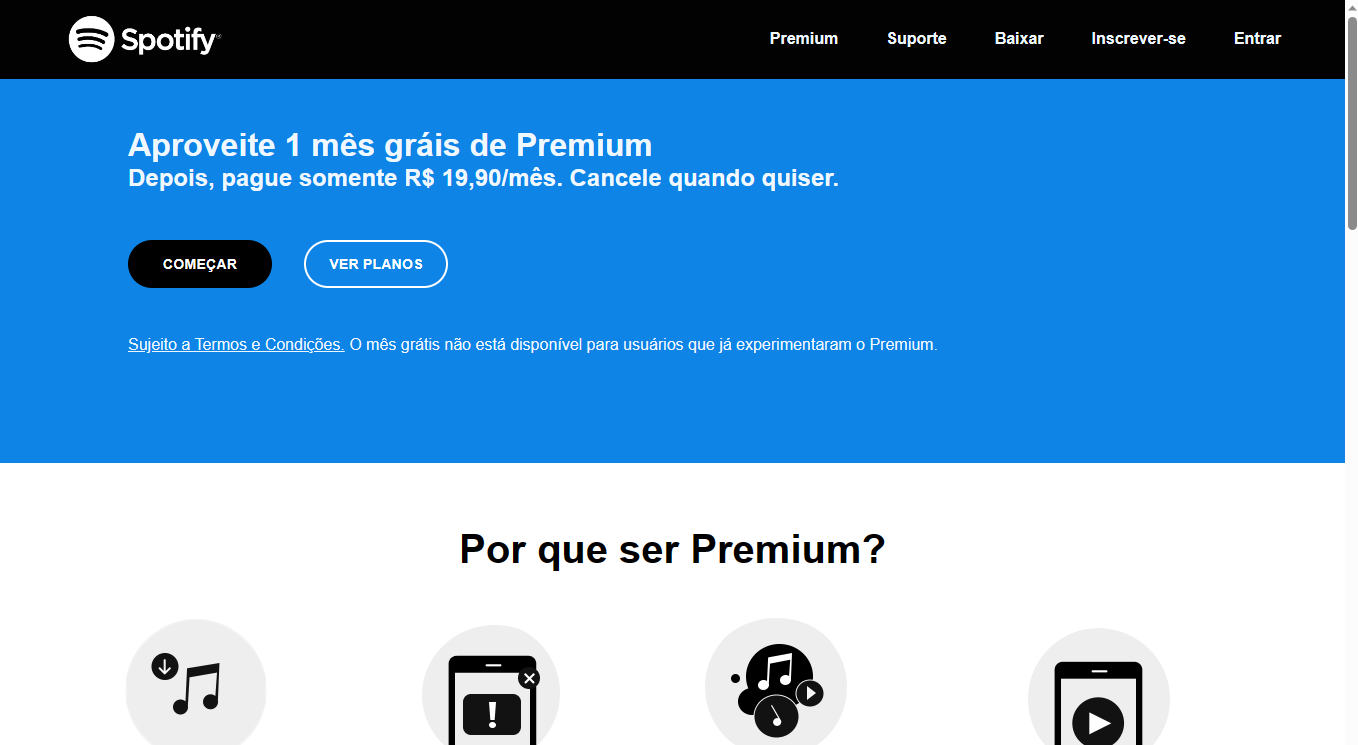 Spotify
Premium Suporte Baixar Inscrever-se Entrar
Aproveite 1 mês gráis de Premium
Depois, pague somente R$ 19,90/mês. Cancele quando quiser.
COMEÇAR VER PLANOS
Sujeito a Termos e Condições. O mês grátis não está disponível para usuários que já experimentaram o Premium.
Por que ser Premium?
!